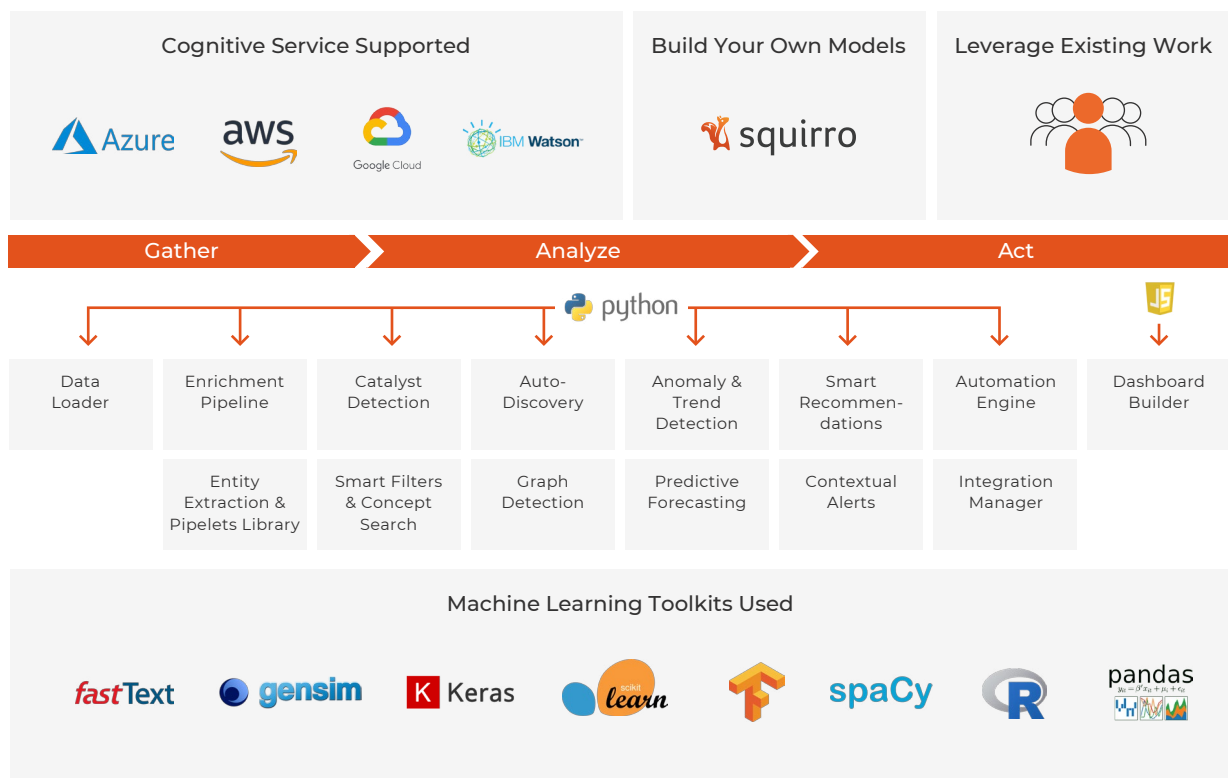 Cognitive Service Supported
Build Your Own Models
Leverage Existing Work
Azure
aws
Google Cloud
IBM Watson™
squirro
Gather
Analyze
Act
python
JS
Data
Loader
Enrichment
Pipeline
Catalyst
Detection
Auto-
Discovery
Anomaly &
Trend
Detection
Smart
Recommen-
dations
Automation
Engine
Dashboard
Builder
Entity
Extraction &
Pipelets Library
Smart Filters
& Concept
Search
Graph
Detection
Predictive
Forecasting
Contextual
Alerts
Integration
Manager
Machine Learning Toolkits Used
fastText
gensim
K Keras
scikit
learn
spaCy
R
pandas